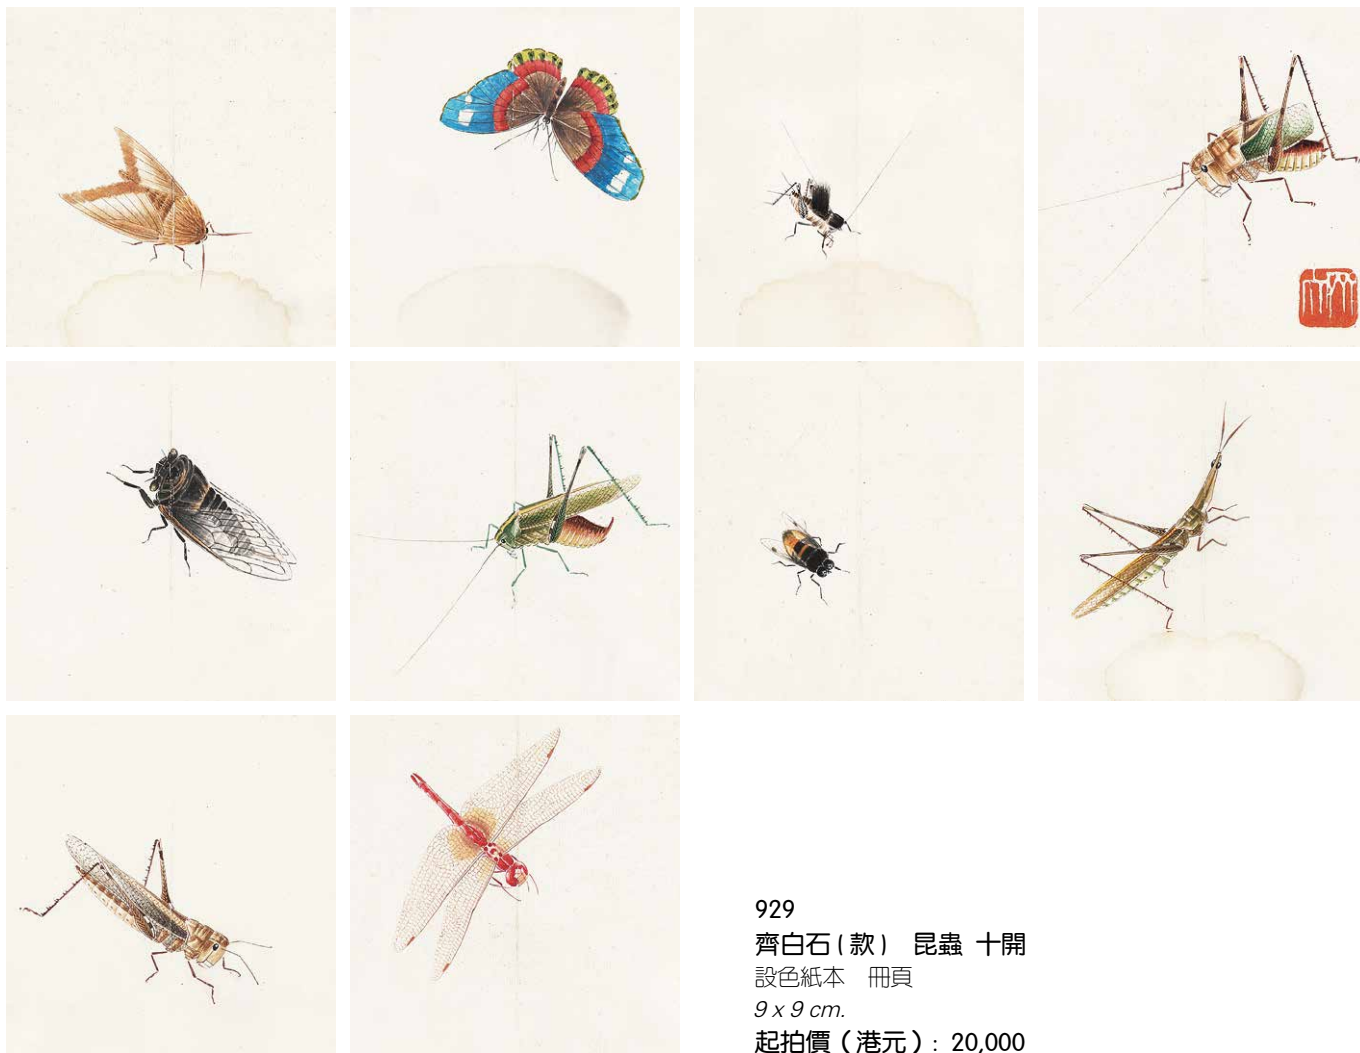 929
齊白石(款) 昆蟲 十開
設色紙本 冊頁
9 x 9 cm.
起拍價(港元): 20,000